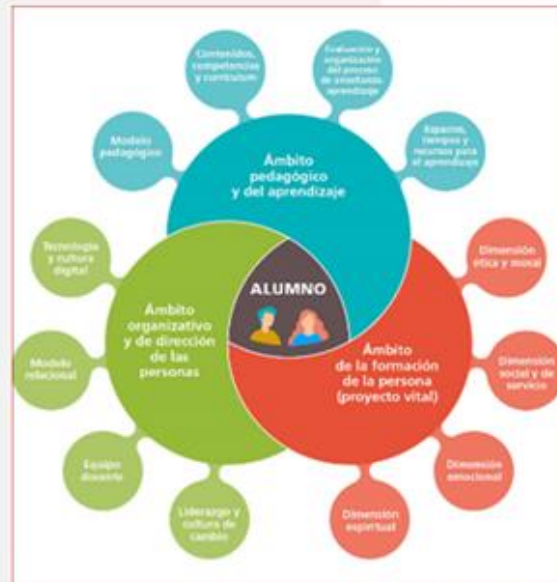 Contenidos,
competencias
y curriculum
Evaluación y
organización
del proceso
de enseñanza
aprendizaje
Modelo
pedagógico
Espacios,
tiempos y
recursos para
el aprendizaje
Ámbito
pedagógico
y del aprendizaje
Tecnología
y cultura
digital
Dimensión
ética y moral
ALUMNO
Ámbito
organizativo
y de dirección
de las
personas
Ámbito
de la formación
de la persona
(proyecto vital)
Modelo
relacional
Dimensión
social y de
servicio
Equipo
docente
Dimensión
emocional
Liderazgo y
cultura de
cambio
Dimensión
espiritual